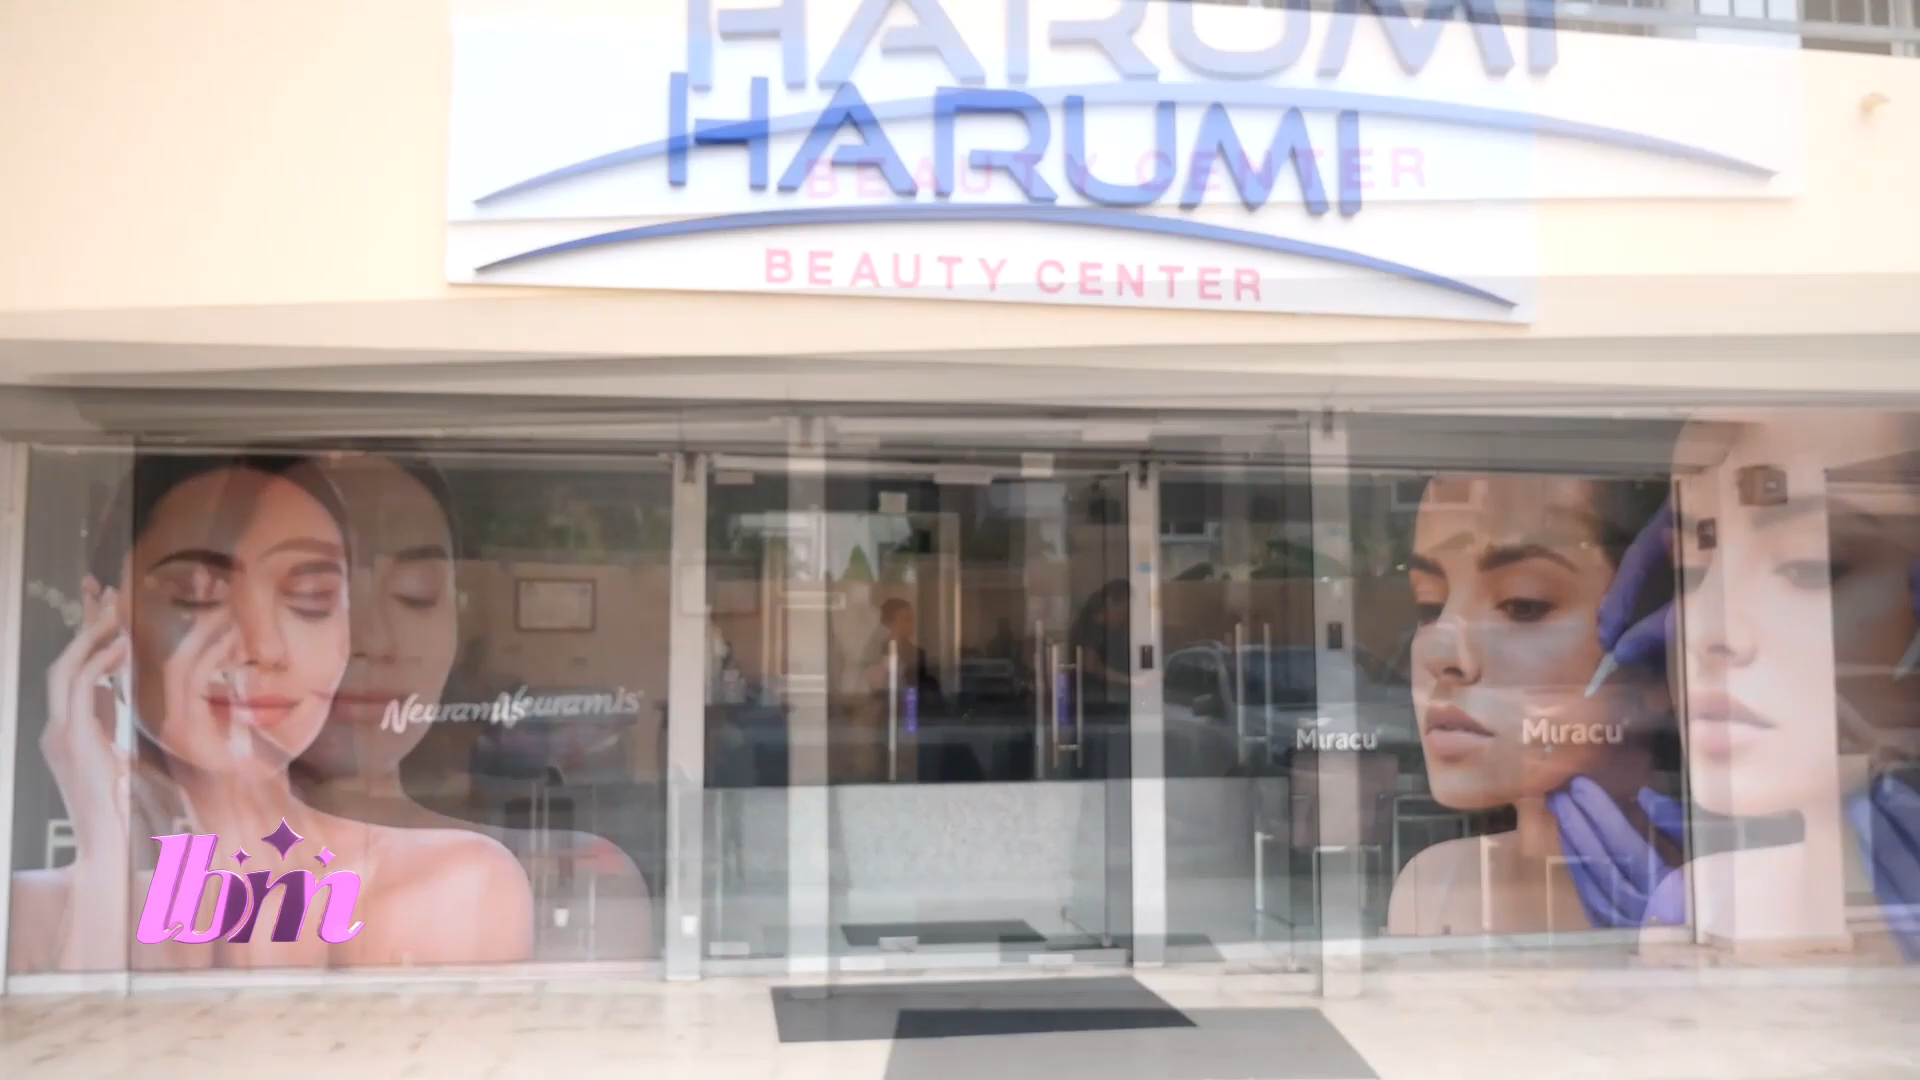 HARUMI
BEAUTY CENTER
HARUMI
BEAUTY CENTER
Neuramis
Neuramis
Miracu
Miracu
lbm